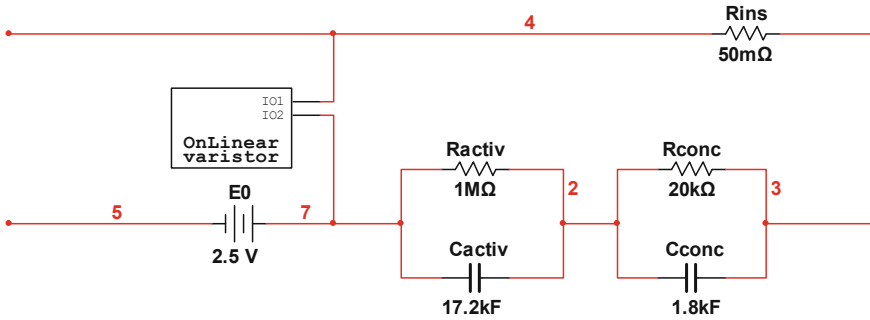 4
Rins
50mΩ
IO1
IO2
OnLinear
varistor
Ractiv
1MΩ
2
Rconc
20kΩ
3
5
E0
7
2.5 V
Cactiv
17.2kF
Cconc
1.8kF